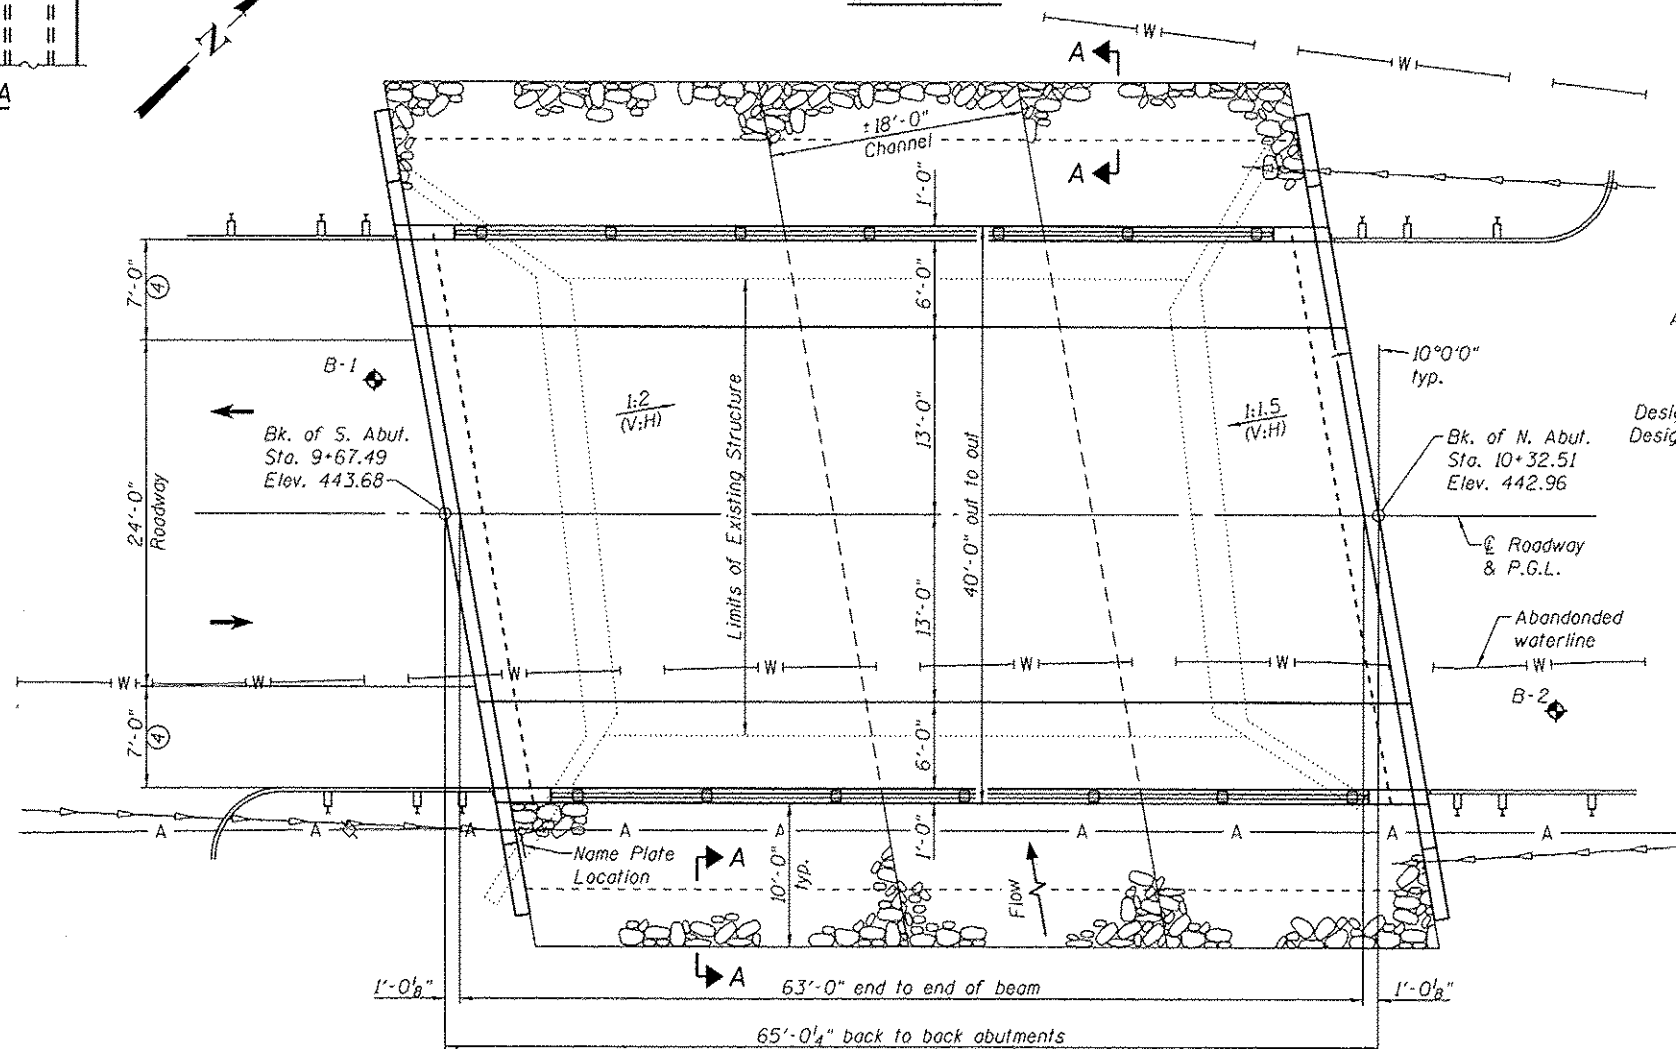 A
N
W
W
A
A
±18'-0"
Channel
1'-0"
7'-0"
4
6'-0"
10°0'0"
typ.
B-1
1:2
(V:H)
Limits of Existing Structure
13'-0"
40'-0" out to out
1:1.5
(V:H)
Desig
Desig
Bk. of S. Abut.
Sta. 9+67.49
Elev. 443.68
Bk. of N. Abut.
Sta. 10+32.51
Elev. 442.96
24'-0"
Roadway
℄ Roadway
& P.G.L.
13'-0"
Abandonded
waterline
W
W
W
W
W
W
W
B-2
7'-0"
4
6'-0"
A
A
A
A
A
A
A
A
A
1'-0"
Name Plate
Location
A
10'-0"
typ.
Flow
A
1'-0⅛"
63'-0" end to end of beam
1'-0⅛"
65'-0¼" back to back abutments